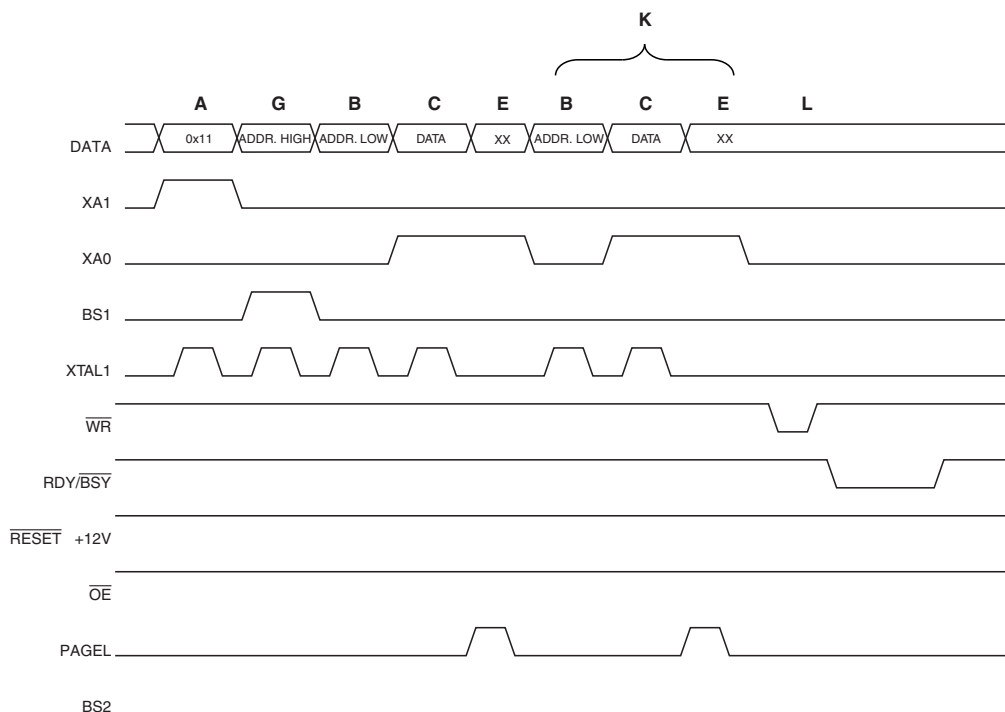 K
A G B C E B C E L
DATA 0x11 ADDR. HIGH ADDR. LOW DATA XX ADDR. LOW DATA XX
XA1
XA0
BS1
XTAL1
WR
RDY/BSY
RESET +12V
OE
PAGEL
BS2